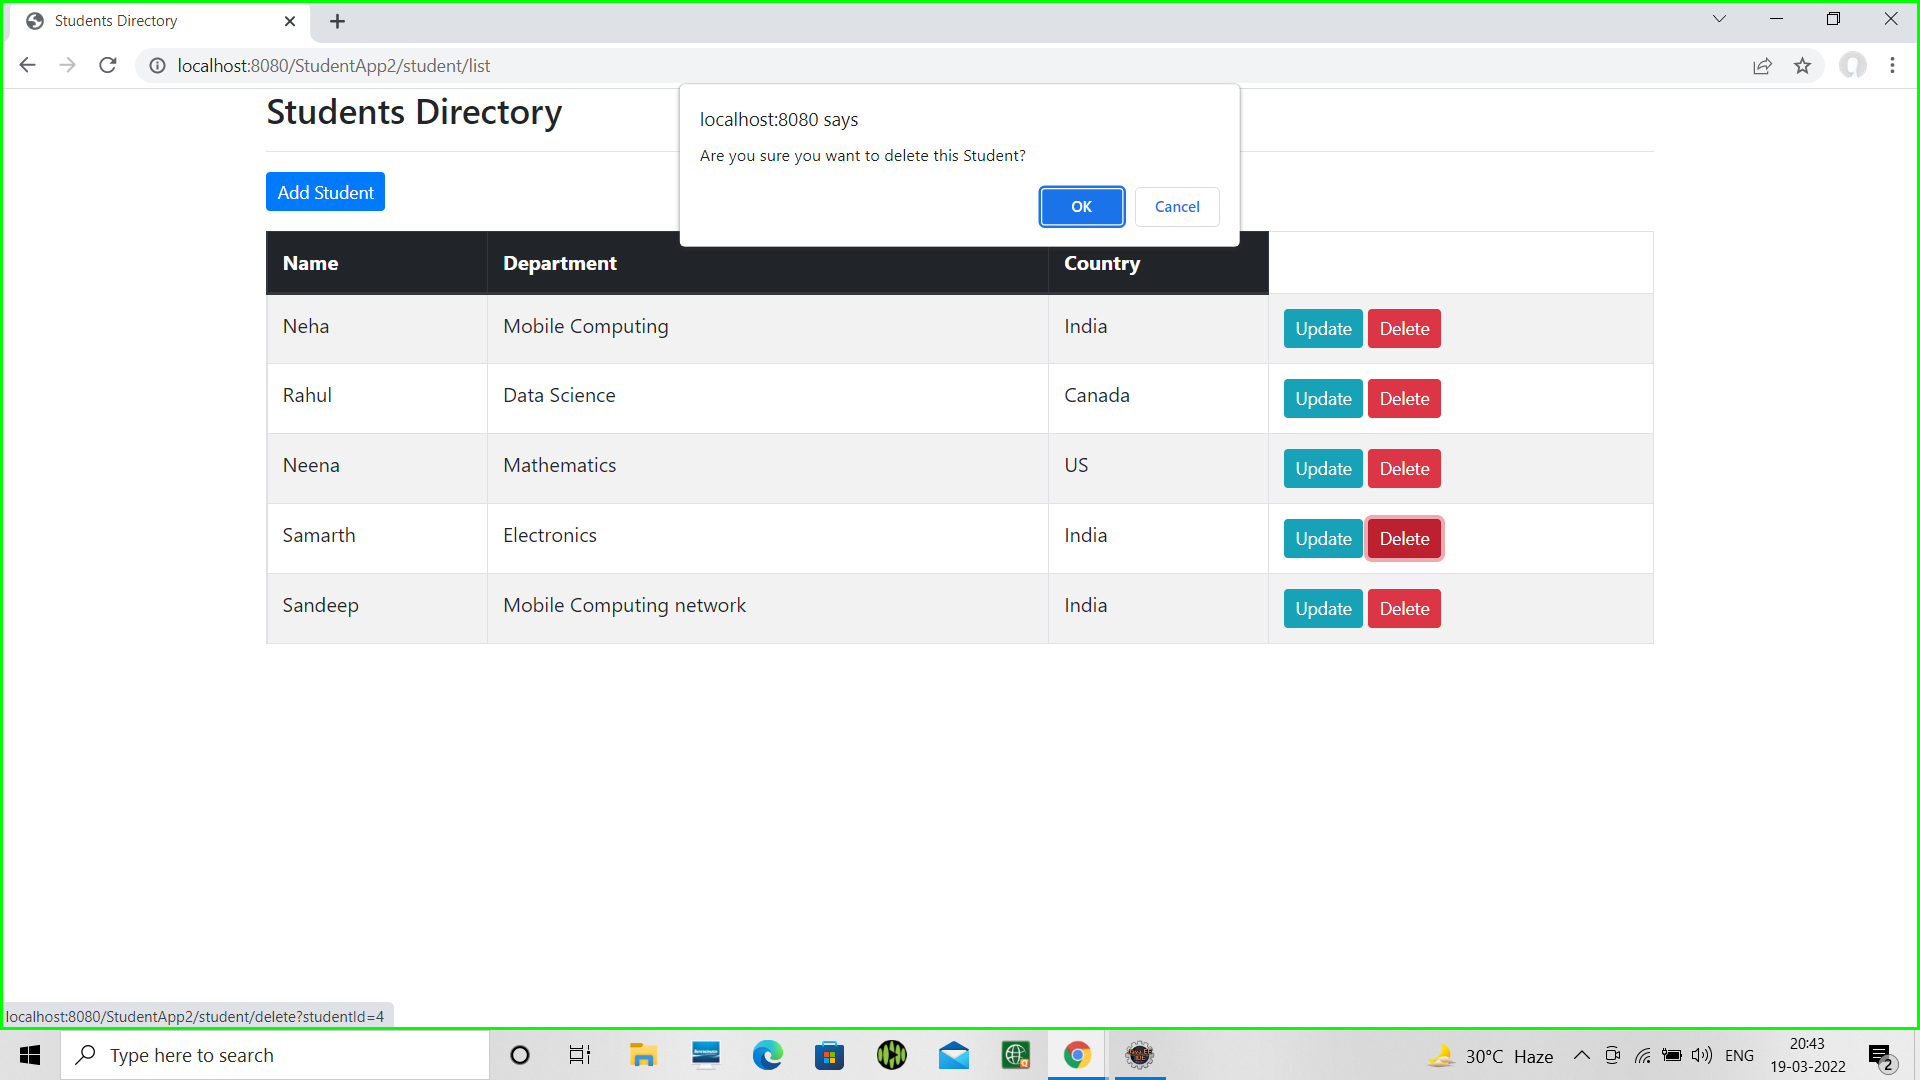 Students Directory
localhost:8080/StudentApp2/student/list
Students Directory
localhost:8080 says
Are you sure you want to delete this Student?
OK Cancel
Add Student
Name Department Country
Neha Mobile Computing India Update Delete
Rahul Data Science Canada Update Delete
Neena Mathematics US Update Delete
Samarth Electronics India Update Delete
Sandeep Mobile Computing network India Update Delete
localhost:8080/StudentApp2/student/delete?studentId=4
Type here to search
30°C Haze
ENG
20:43
19-03-2022
2